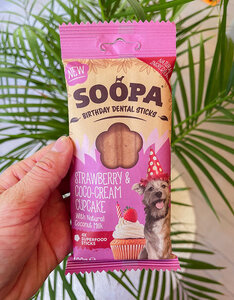 NEW
SOOPA
BIRTHDAY DENTAL STICKS
STRAWBERRY &
COCO-CREAM
CUPCAKE
With Natural
Coconut Milk
SUPERFOOD
STICKS